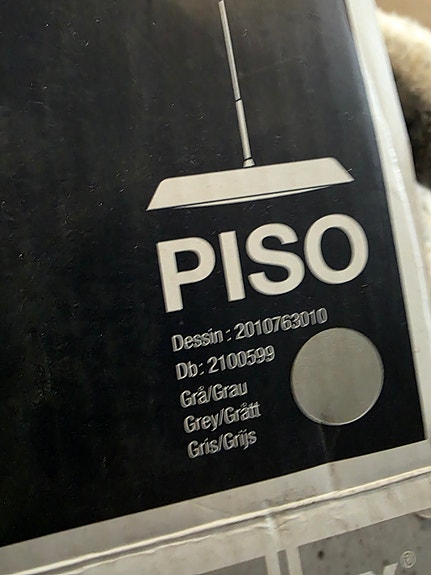 PISO
Dessin : 2010763010
Db: 2100599
Grå/Grau
Grey/Grått
Gris/Grijs